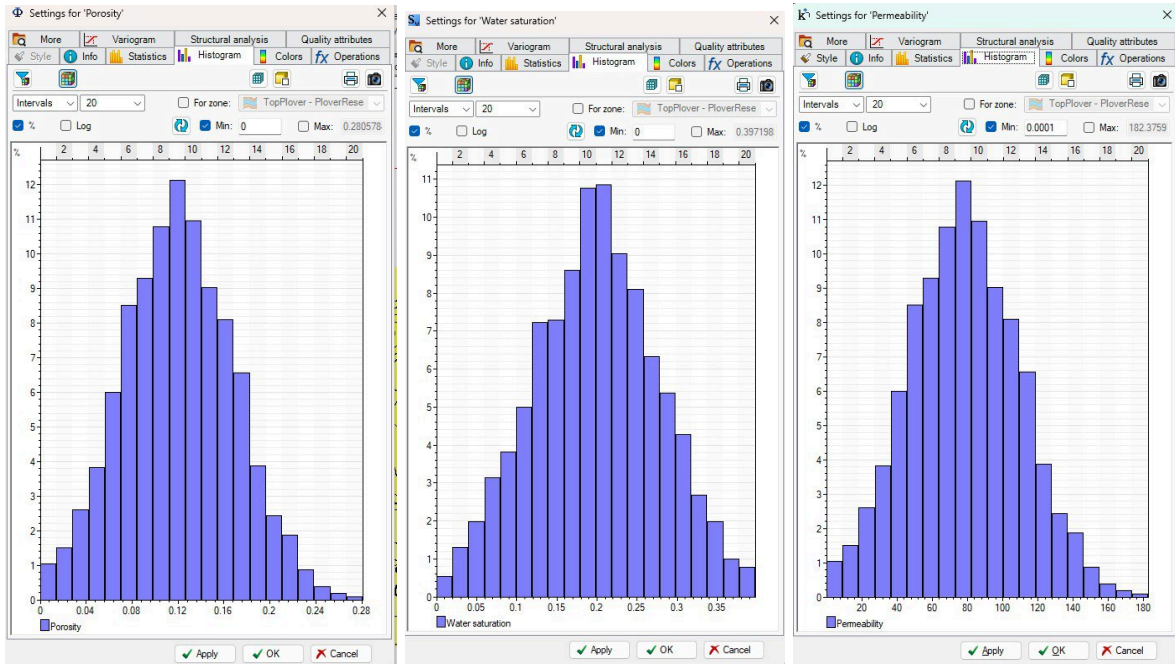 Settings for 'Porosity'
More Variogram Structural analysis Quality attributes
Style Info Statistics Histogram Colors fx Operations
Intervals 20 For zone: TopPlover - PloverRese
% Log Min: 0 Max: 0.280578
% 2 4 6 8 10 12 14 16 18 20
12
11
10
9
8
7
6
5
4
3
2
1
0
0 0.04 0.08 0.12 0.16 0.2 0.24 0.28
Porosity
Apply OK Cancel
Settings for 'Water saturation'
More Variogram Structural analysis Quality attributes
Style Info Statistics Histogram Colors fx Operations
Intervals 20 For zone: TopPlover - PloverRese
% Log Min: 0 Max: 0.397198
% 2 4 6 8 10 12 14 16 18 20
11
10
9
8
7
6
5
4
3
2
1
0
0 0.05 0.1 0.15 0.2 0.25 0.3 0.35
Water saturation
Apply OK Cancel
Settings for 'Permeability'
More Variogram Structural analysis Quality attributes
Style Info Statistics Histogram Colors fx Operations
Intervals 20 For zone: TopPlover - PloverRese
% Log Min: 0.0001 Max: 182.3759
% 2 4 6 8 10 12 14 16 18 20
12
11
10
9
8
7
6
5
4
3
2
1
0
20 40 60 80 100 120 140 160 180
Permeability
Apply OK Cancel